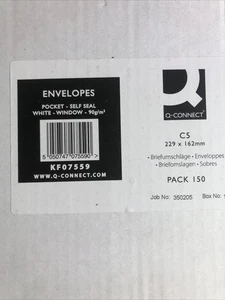 ENVELOPES
POCKET - SELF SEAL
WHITE - WINDOW - 90g/m²
5 050747 075590 >
KF07559
WWW.Q-CONNECT.COM
Q-CONNECT
C5
229 x 162mm
• Briefumschläge • Enveloppes
• Briefomslagen • Sobres
PACK 150
Job No: 350205 Box No: